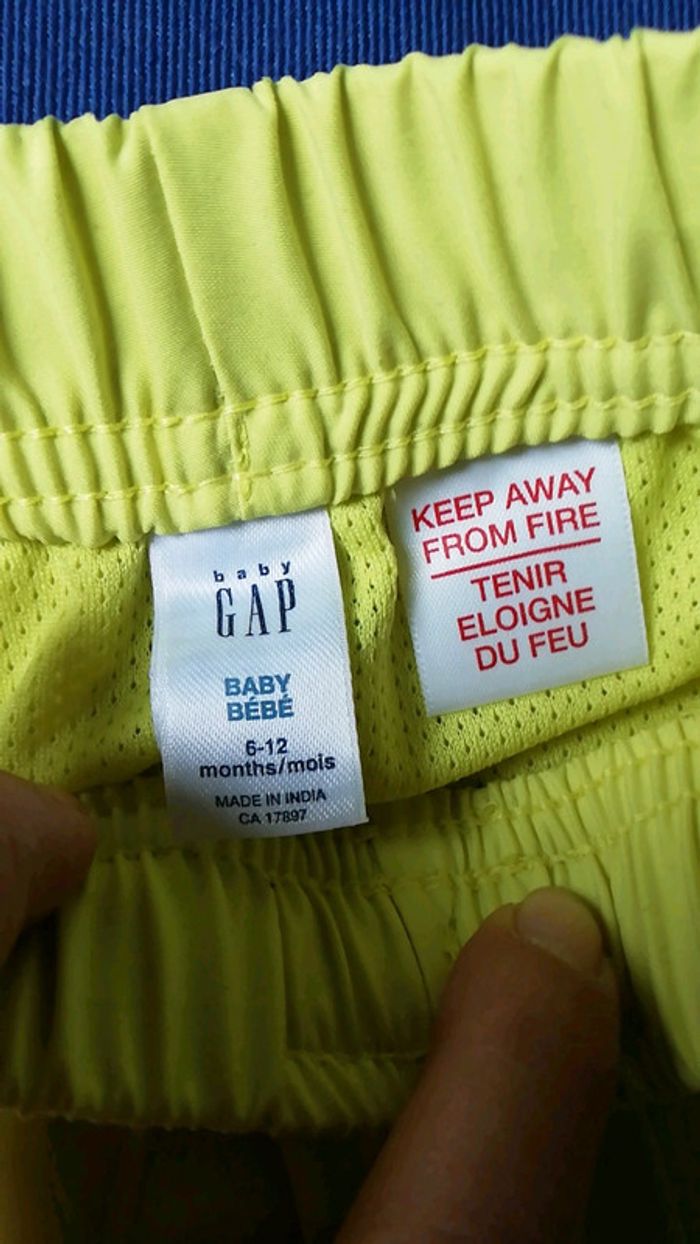 baby
GAP
BABY
BÉBÉ
6-12
months/mois
MADE IN INDIA
CA 17897
KEEP AWAY
FROM FIRE
TENIR
ELOIGNE
DU FEU